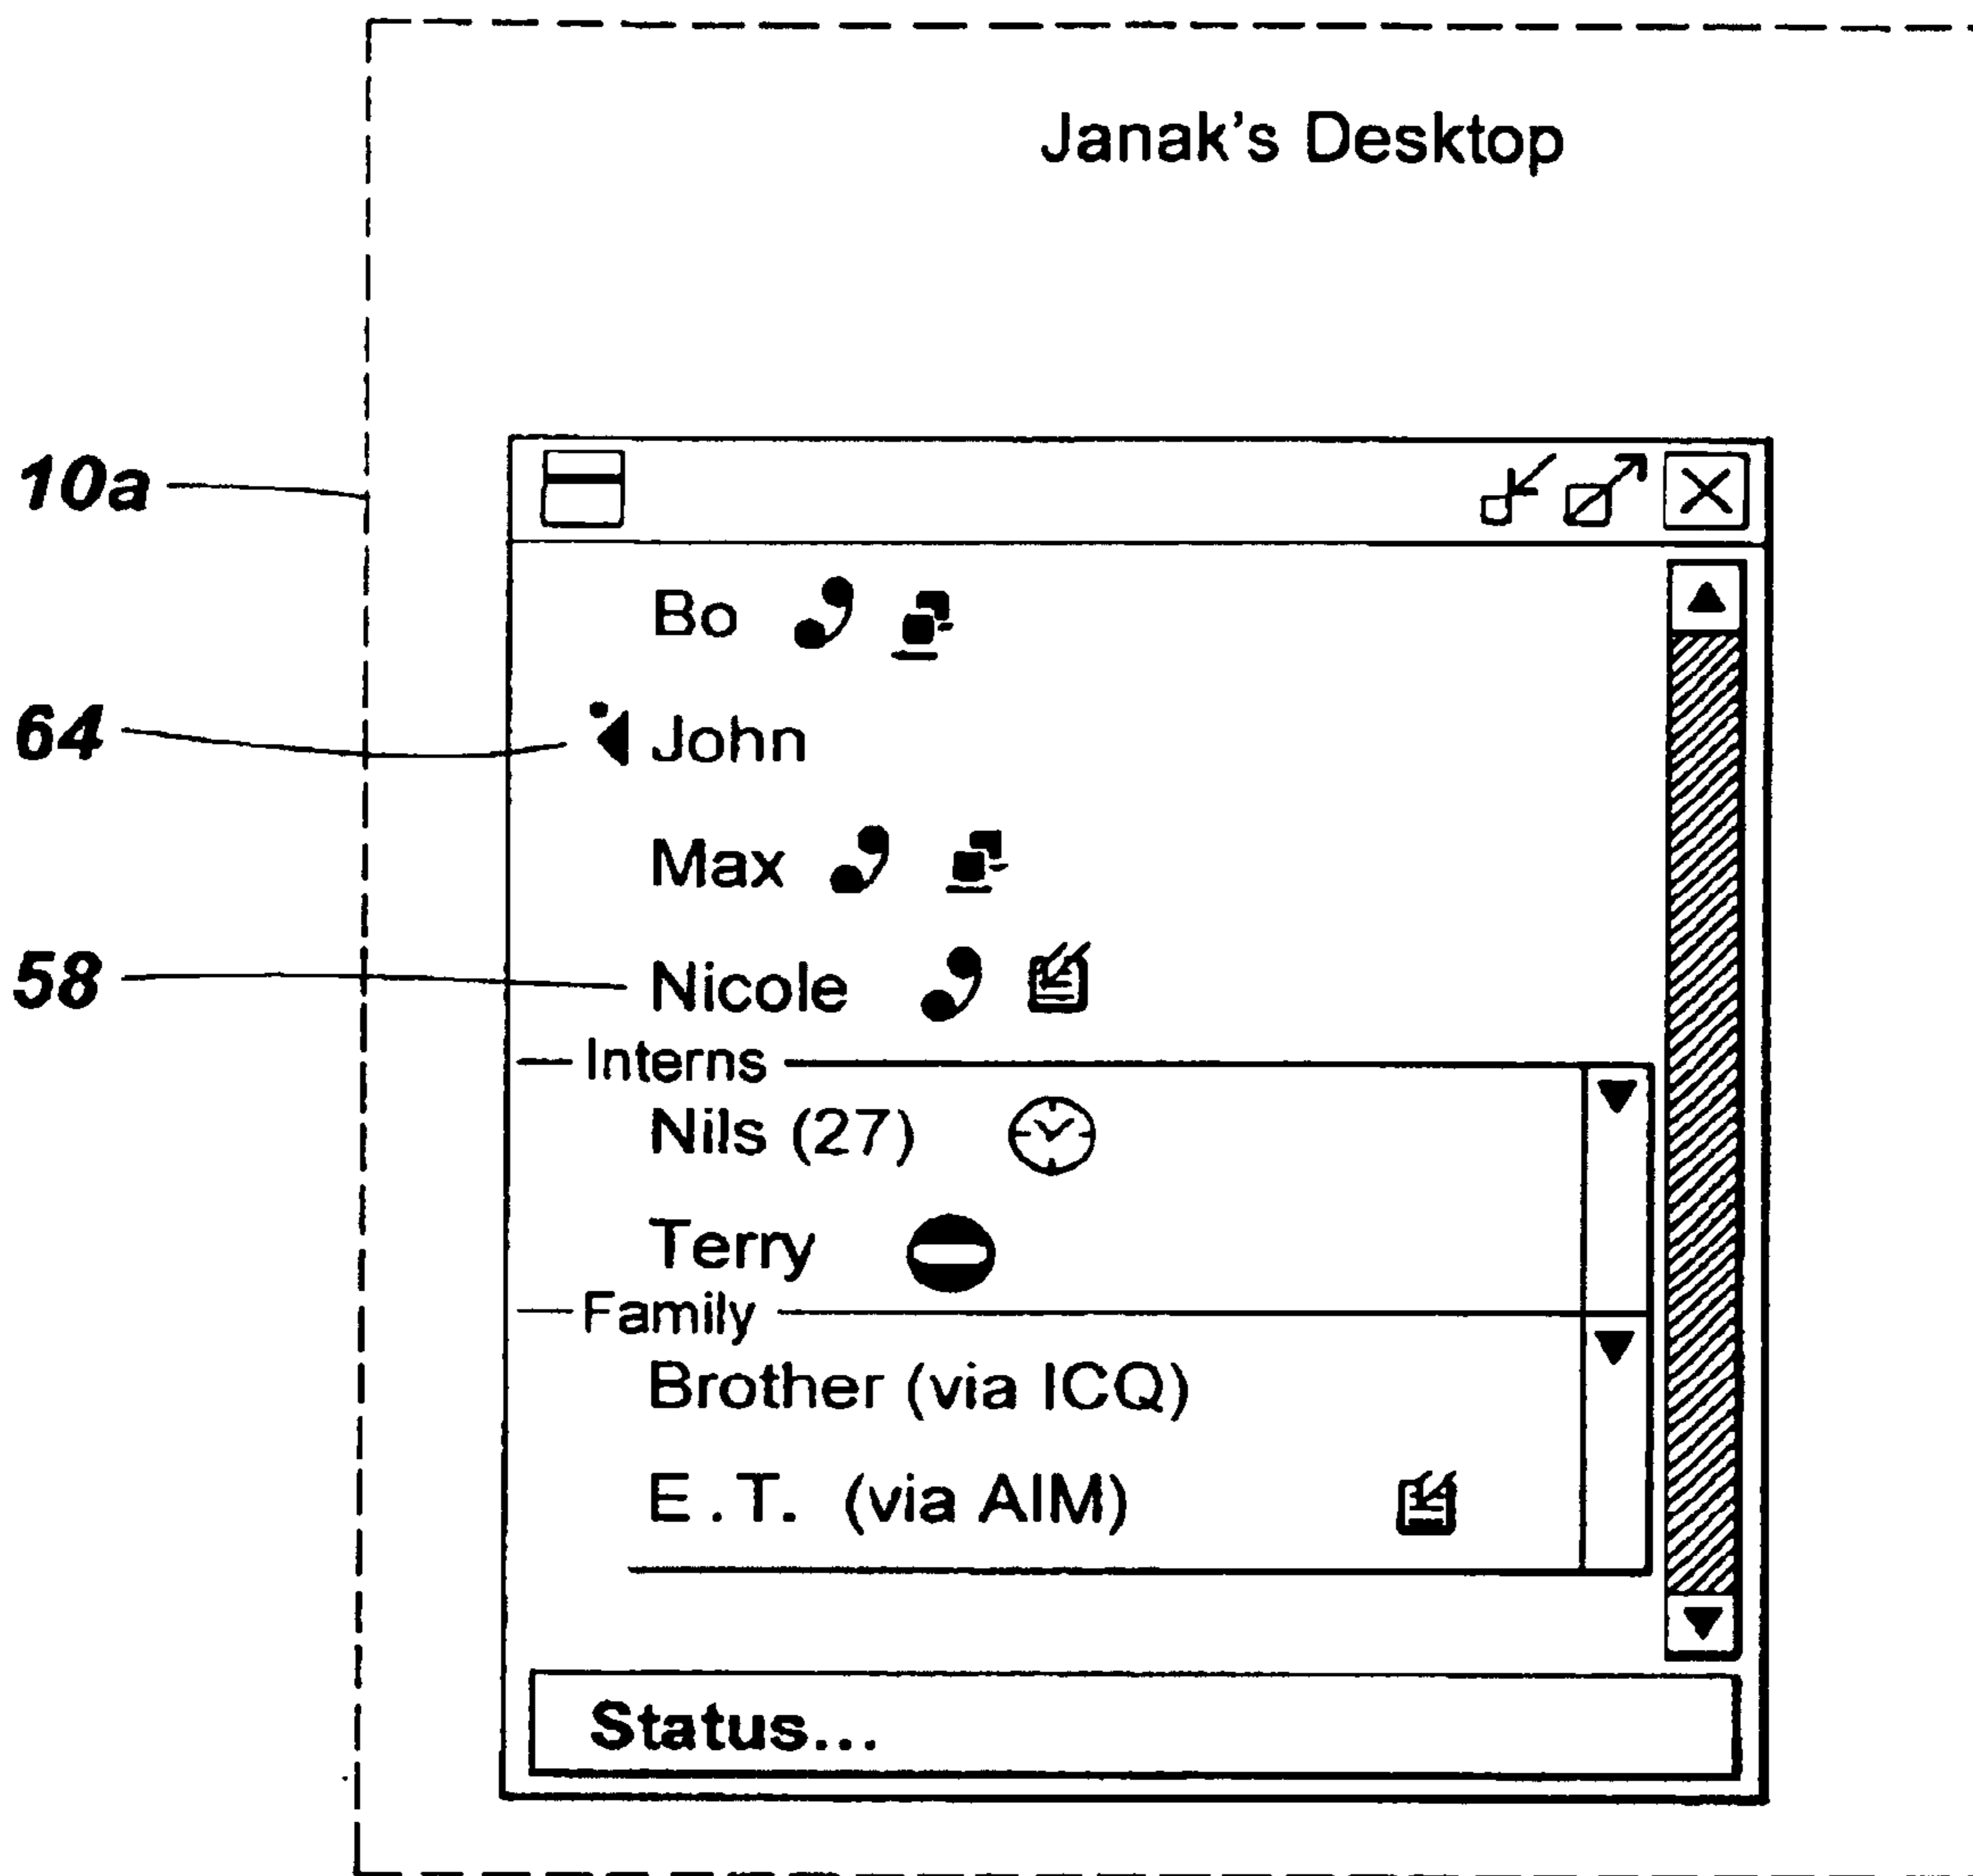 Janak's Desktop
10a
Bo
64
John
Max
58
Nicole
Interns
Nils (27)
Terry
Family
Brother (via ICQ)
E.T. (via AIM)
Status...